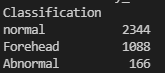 Classification
normal 2344
Forehead 1088
Abnormal 166